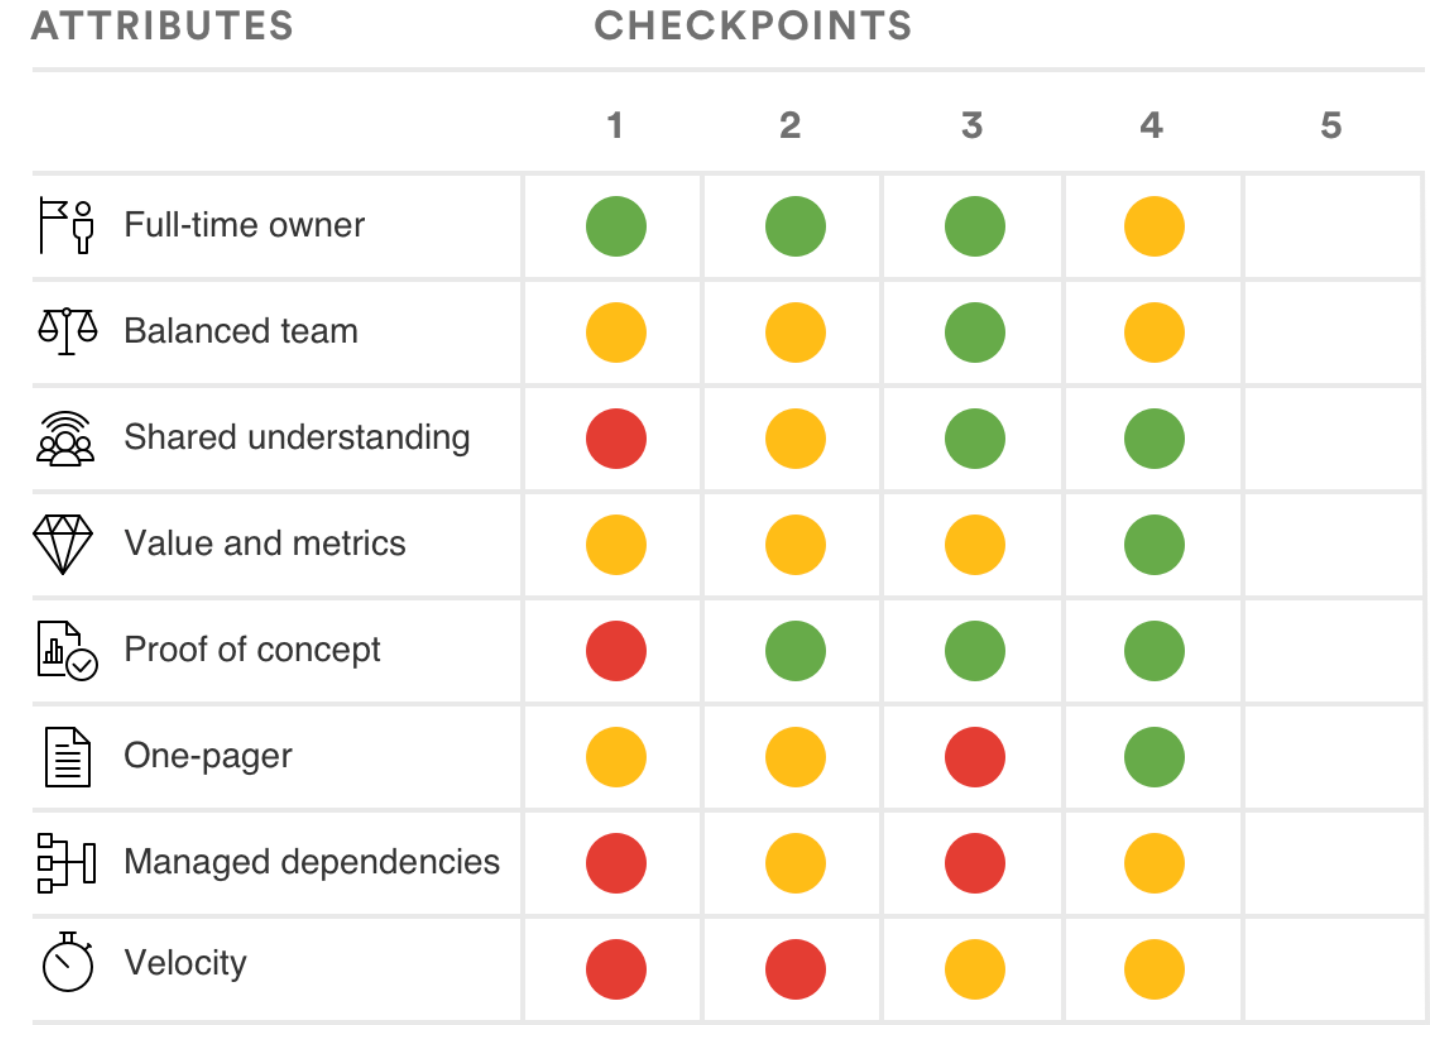 ATTRIBUTES CHECKPOINTS
1 2 3 4 5
Full-time owner
Balanced team
Shared understanding
Value and metrics
Proof of concept
One-pager
Managed dependencies
Velocity